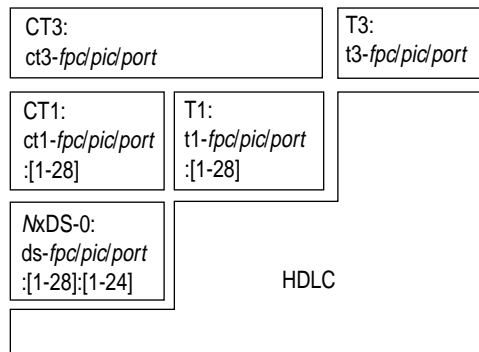 CT3:
ct3-fpc/pic/port
T3:
t3-fpc/pic/port
CT1:
ct1-fpc/pic/port
:[1-28]
T1:
t1-fpc/pic/port
:[1-28]
NxDS-0:
ds-fpc/pic/port
:[1-28]:[1-24]
HDLC